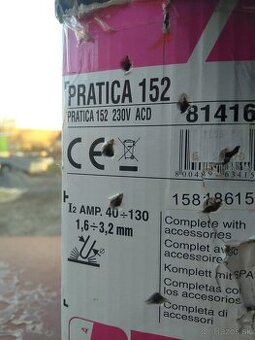 PRATICA 152
PRATICA 152 230V ACD
81416
CE
15818615
I2 AMP. 40÷130
1,6÷3,2 mm
Complete with
accessories
Complet avec
accessoires
Komplett mit
Completas con
los accesorios
Completa di
accessori